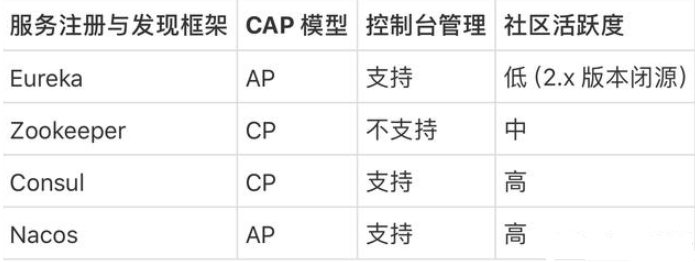 服务注册与发现框架 CAP 模型 控制台管理 社区活跃度
Eureka AP 支持 低 (2.x 版本闭源)
Zookeeper CP 不支持 中
Consul CP 支持 高
Nacos AP 支持 高